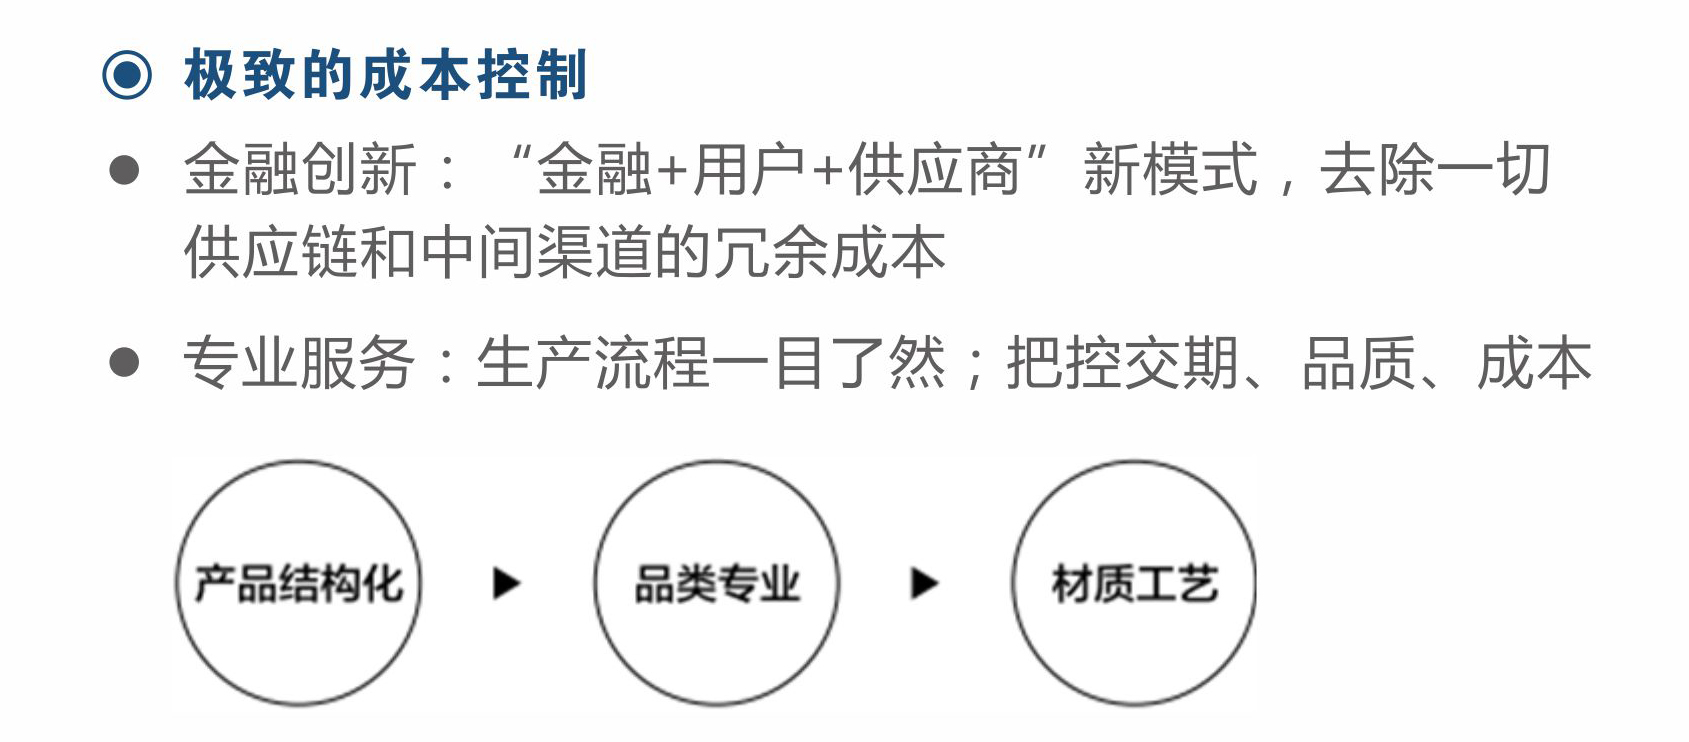 极致的成本控制
金融创新：“金融+用户+供应商”新模式，去除一切
供应链和中间渠道的冗余成本
专业服务：生产流程一目了然；把控交期、品质、成本
产品结构化
品类专业
材质工艺